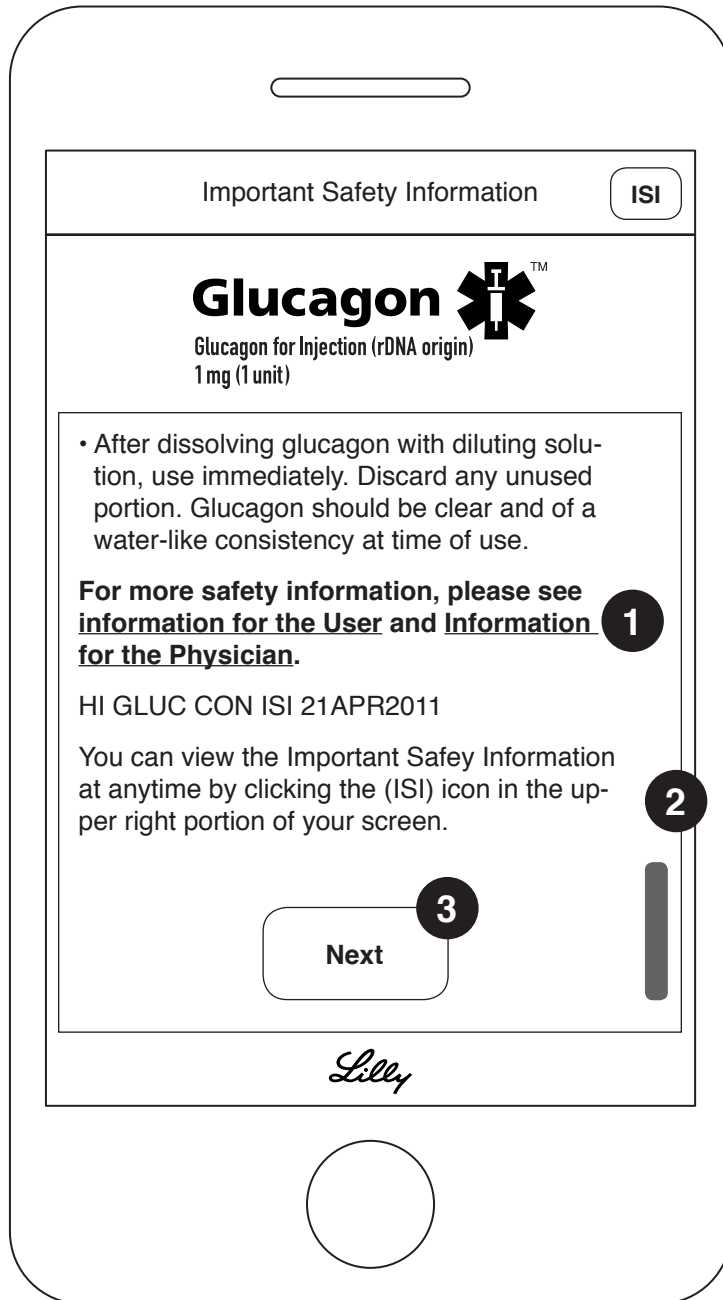 Important Safety Information
ISI
Glucagon ™
Glucagon for Injection (rDNA origin)
1 mg (1 unit)
• After dissolving glucagon with diluting solu-
tion, use immediately. Discard any unused
portion. Glucagon should be clear and of a
water-like consistency at time of use.
For more safety information, please see
information for the User and Information
for the Physician.
1
HI GLUC CON ISI 21APR2011
You can view the Important Safey Information
at anytime by clicking the (ISI) icon in the up-
per right portion of your screen.
2
3
Next
Lilly